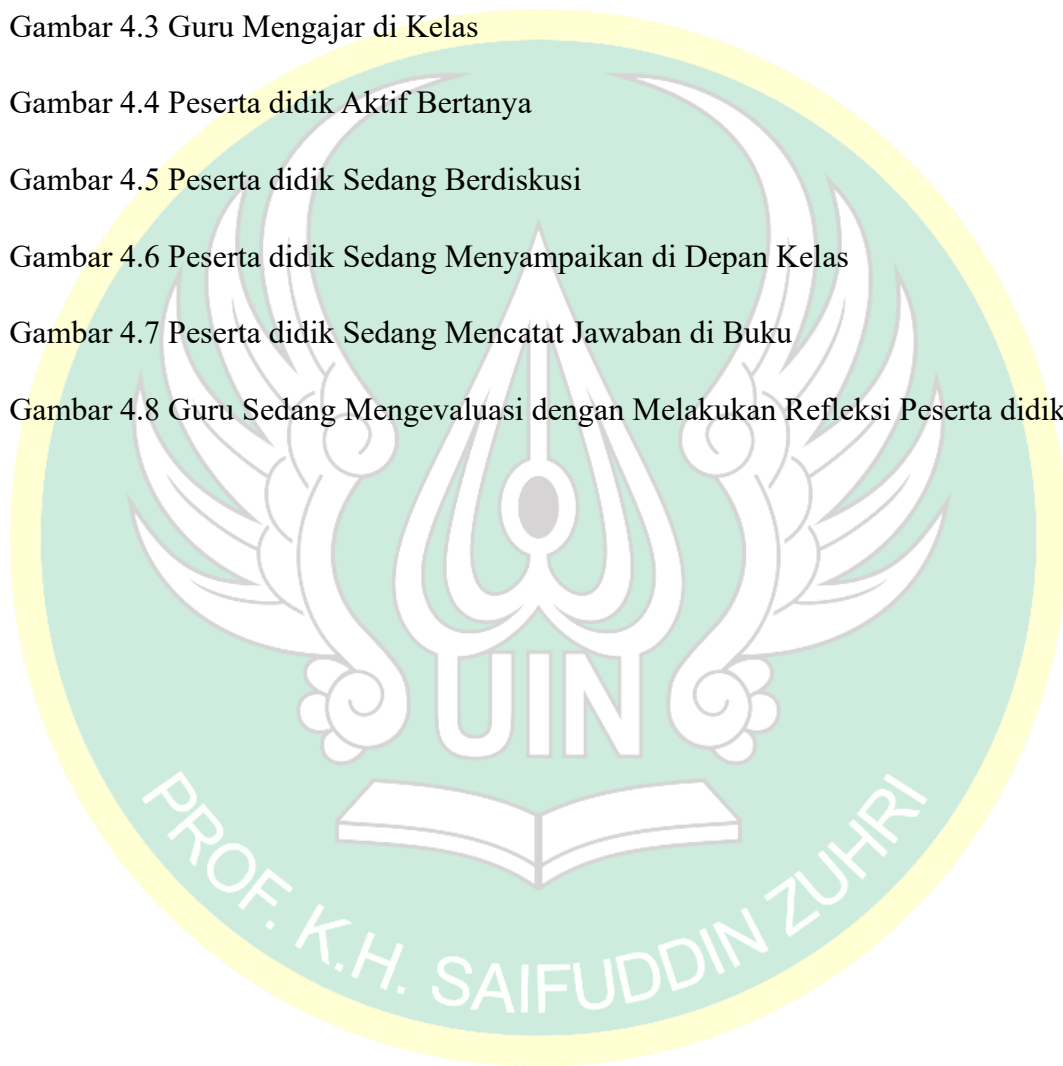 Gambar 4.3 Guru Mengajar di Kelas
Gambar 4.4 Peserta didik Aktif Bertanya
Gambar 4.5 Peserta didik Sedang Berdiskusi
Gambar 4.6 Peserta didik Sedang Menyampaikan di Depan Kelas
Gambar 4.7 Peserta didik Sedang Mencatat Jawaban di Buku
Gambar 4.8 Guru Sedang Mengevaluasi dengan Melakukan Refleksi Peserta didik
UIN
PROF. K.H. SAIFUDDIN ZUHRI